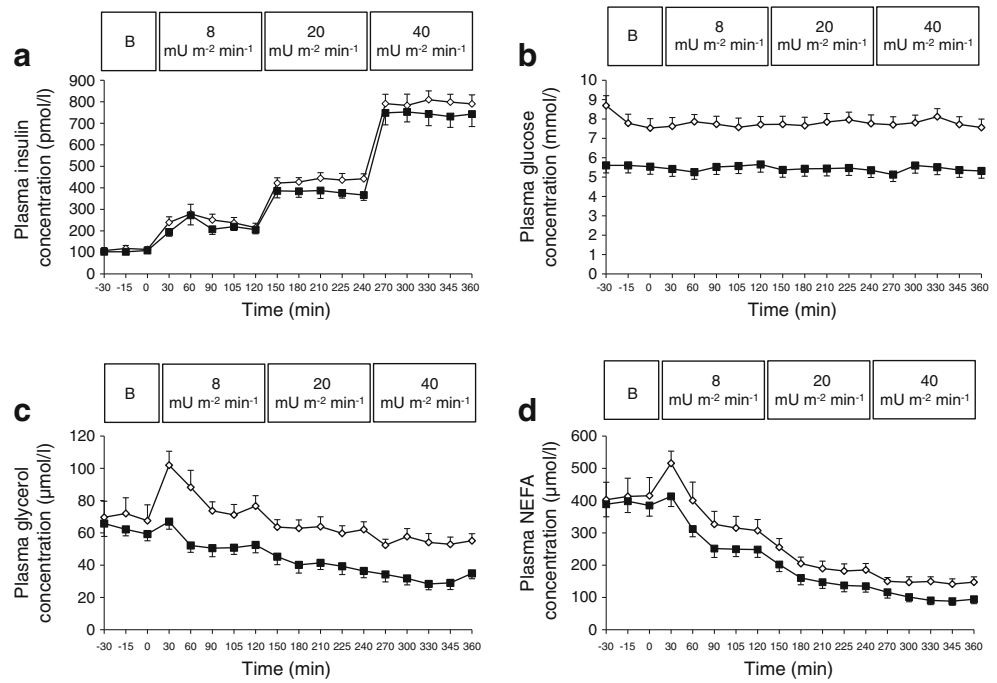 a
B
8
mU m-2 min-1
20
mU m-2 min-1
40
mU m-2 min-1
Plasma insulin
concentration (pmol/l)
900
800
700
600
500
400
300
200
100
0
-30 -15 0 30 60 90 105 120 150 180 210 225 240 270 300 330 345 360
Time (min)
b
B
8
mU m-2 min-1
20
mU m-2 min-1
40
mU m-2 min-1
Plasma glucose
concentration (mmol/)
10
9
8
7
6
5
4
3
2
1
0
-30 -15 0 30 60 90 105 120 150 180 210 225 240 270 300 330 345 360
Time (min)
c
B
8
mU m-2 min-1
20
mU m-2 min-1
40
mU m-2 min-1
Plasma glycerol
concentration (μmol/l)
120
100
80
60
40
20
0
-30 -15 0 30 60 90 105 120 150 180 210 225 240 270 300 330 345 360
Time (min)
d
B
8
mU m-2 min-1
20
mU m-2 min-1
40
mU m-2 min-1
Plasma NEFA
concentration (μmol/l)
600
500
400
300
200
100
0
-30 -15 0 30 60 90 105 120 150 180 210 225 240 270 300 330 345 360
Time (min)